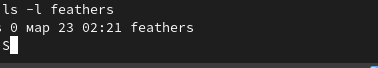 ls -l feathers
s 0 мар 23 02:21 feathers
S